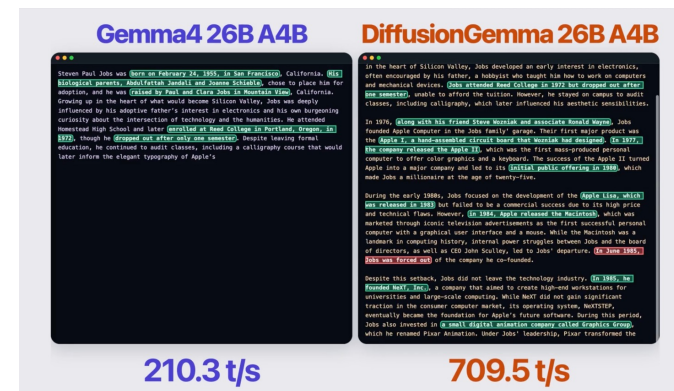 Gemma4 26B A4B
Steven Paul Jobs was born on February 24, 1955, in San Francisco, California. His
biological parents, Abdulfattah Jandali and Joanne Schieble, chose to place him for
adoption, and he was raised by Paul and Clara Jobs in Mountain View, California.
Growing up in the heart of what would become Silicon Valley, Jobs was deeply
influenced by his adoptive father's interest in electronics and his own burgeoning
curiosity about the intersection of technology and the humanities. He attended
Homestead High School and later enrolled at Reed College in Portland, Oregon, in
1972, though he dropped out after only one semester. Despite leaving formal
education, he continued to audit classes, including a calligraphy course that would
later inform the elegant typography of Apple's
210.3 t/s
DiffusionGemma 26B A4B
in the heart of Silicon Valley, Jobs developed an early interest in electronics,
often encouraged by his father, a hobbyist who taught him how to work on computers
and mechanical devices. Jobs attended Reed College in 1972 but dropped out after
one semester, unable to afford the tuition. However, he stayed on campus to audit
classes, including calligraphy, which later influenced his aesthetic sensibilities.
In 1976, along with his friend Steve Wozniak and associate Ronald Wayne, Jobs
founded Apple Computer in the Jobs family' garage. Their first major product was
the Apple I, a hand-assembled circuit board that Wozniak had designed. In 1977,
the company released the Apple II, which was the first mass-produced personal
computer to offer color graphics and a keyboard. The success of the Apple II turned
Apple into a major company and led to its initial public offering in 1980, which
made Jobs a millionaire at the age of twenty-five.
During the early 1980s, Jobs focused on the development of the Apple Lisa, which
was released in 1983 but failed to be a commercial success due to its high price
and technical flaws. However, in 1984, Apple released the Macintosh, which was
marketed through iconic television advertisements as the first successful personal
computer with a graphical user interface and a mouse. While the Macintosh was a
landmark in computing history, internal power struggles between Jobs and the board
of directors, as well as CEO John Sculley, led to Jobs' departure. In June 1985,
Jobs was forced out of the company he co-founded.
Despite this setback, Jobs did not leave the technology industry. In 1985, he
founded NeXT, Inc., a company that aimed to create high-end workstations for
universities and large-scale computing. While NeXT did not gain significant
traction in the consumer computer market, its operating system, NeXTSTEP,
eventually became the foundation for Apple's future software. During this period,
Jobs also invested in a small digital animation company called Graphics Group,
which he renamed Pixar Animation. Under Jobs' leadership, Pixar transformed the
709.5 t/s